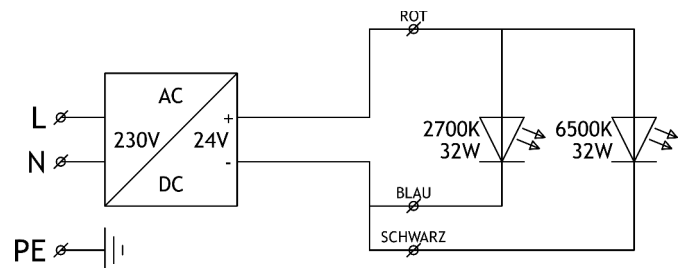 ROT
AC
L
+
230V
24V
2700K
6500K
32W
32W
N
-
DC
BLAU
SCHWARZ
PE